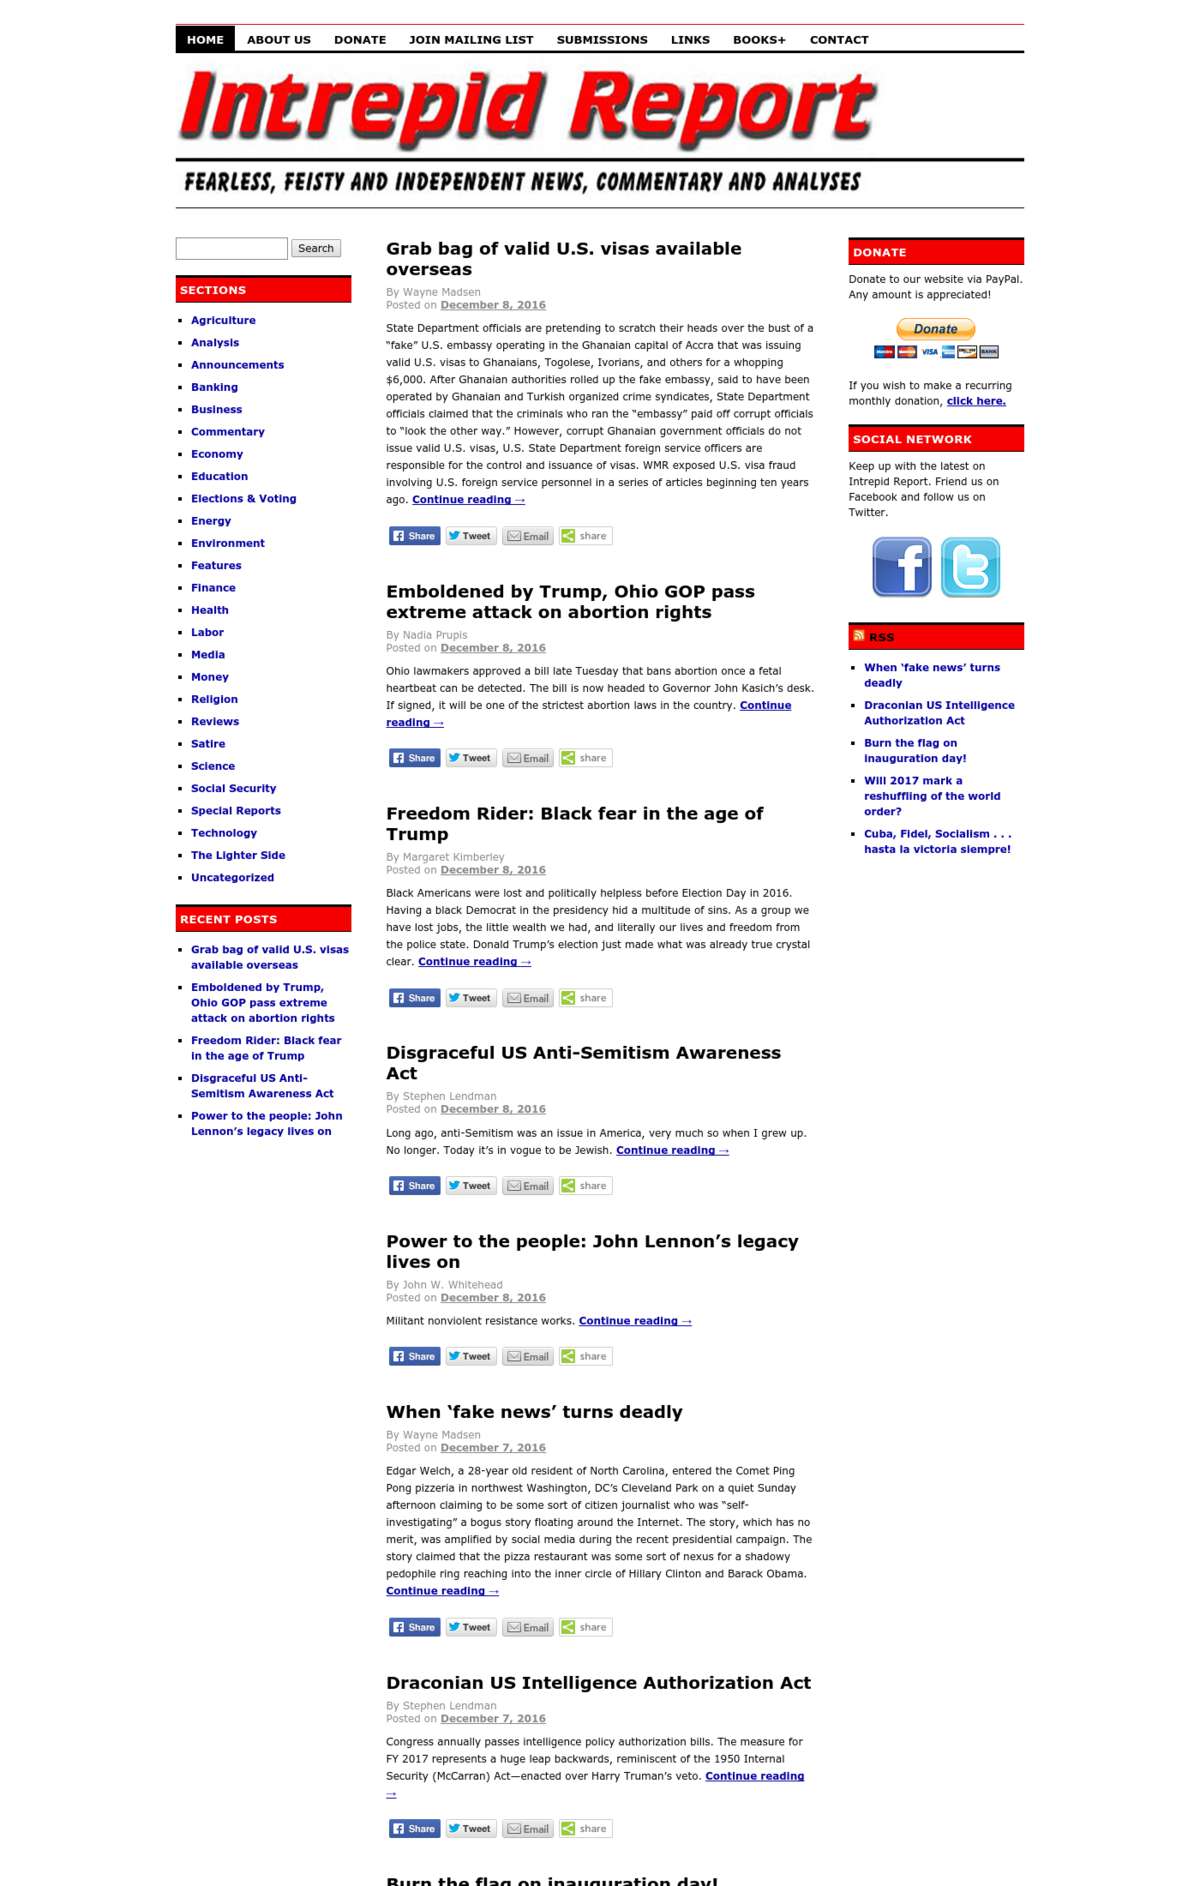 HOME ABOUT US DONATE JOIN MAILING LIST SUBMISSIONS LINKS BOOKS+ CONTACT
Intrepid Report
FEARLESS, FEISTY AND INDEPENDENT NEWS, COMMENTARY AND ANALYSES
Search
SECTIONS
Agriculture
Analysis
Announcements
Banking
Business
Commentary
Economy
Education
Elections & Voting
Energy
Environment
Features
Finance
Health
Labor
Media
Money
Religion
Reviews
Satire
Science
Social Security
Special Reports
Technology
The Lighter Side
Uncategorized
RECENT POSTS
Grab bag of valid U.S. visas
available overseas
Emboldened by Trump,
Ohio GOP pass extreme
attack on abortion rights
Freedom Rider: Black fear
in the age of Trump
Disgraceful US Anti-
Semitism Awareness Act
Power to the people: John
Lennon’s legacy lives on
Grab bag of valid U.S. visas available
overseas
By Wayne Madsen
Posted on December 8, 2016
State Department officials are pretending to scratch their heads over the bust of a
“fake” U.S. embassy operating in the Ghanaian capital of Accra that was issuing
valid U.S. visas to Ghanaians, Togolese, Ivorians, and others for a whopping
$6,000. After Ghanaian authorities rolled up the fake embassy, said to have been
operated by Ghanian and Turkish organized crime syndicates, State Department
officials claimed that the criminals who ran the “embassy” paid off corrupt officials
to “look the other way.” However, corrupt Ghanaian government officials do not
issue valid U.S. visas, U.S. State Department foreign service officers are
responsible for the control and issuance of visas. WMR exposed U.S. visa fraud
involving U.S. foreign service personnel in a series of articles beginning ten years
ago. Continue reading →
Share Tweet Email share
Emboldened by Trump, Ohio GOP pass
extreme attack on abortion rights
By Nadia Prupis
Posted on December 8, 2016
Ohio lawmakers approved a bill late Tuesday that bans abortion once a fetal
heartbeat can be detected. The bill is now headed to Governor John Kasich’s desk.
If signed, it will be one of the strictest abortion laws in the country. Continue
reading →
Share Tweet Email share
Freedom Rider: Black fear in the age of
Trump
By Margaret Kimberley
Posted on December 8, 2016
Black Americans were lost and politically helpless before Election Day in 2016.
Having a black Democrat in the presidency hid a multitude of sins. As a group we
have lost jobs, the little wealth we had, and literally our lives and freedom from
the police state. Donald Trump’s election just made what was already true crystal
clear. Continue reading →
Share Tweet Email share
Disgraceful US Anti-Semitism Awareness
Act
By Stephen Lendman
Posted on December 8, 2016
Long ago, anti-Semitism was an issue in America, very much so when I grew up.
No longer. Today it’s in vogue to be Jewish. Continue reading →
Share Tweet Email share
Power to the people: John Lennon’s legacy
lives on
By John W. Whitehead
Posted on December 8, 2016
Militant nonviolent resistance works. Continue reading →
Share Tweet Email share
When ‘fake news’ turns deadly
By Wayne Madsen
Posted on December 7, 2016
Edgar Welch, a 28-year old resident of North Carolina, entered the Comet Ping
Pong pizzeria in northwest Washington, DC’s Cleveland Park on a quiet Sunday
afternoon claiming to be some sort of citizen journalist who was “self-
investigating” a bogus story floating around the Internet. The story, which has no
merit, was amplified by social media during the recent presidential campaign. The
story claimed that the pizza restaurant was some sort of nexus for a shadowy
pedophile ring reaching into the inner circle of Hillary Clinton and Barack Obama.
Continue reading →
Share Tweet Email share
Draconian US Intelligence Authorization Act
By Stephen Lendman
Posted on December 7, 2016
Congress annually passes intelligence policy authorization bills. The measure for
FY 2017 represents a huge leap backwards, reminiscent of the 1950 Internal
Security (McCarran) Act—enacted over Harry Truman’s veto. Continue reading
→
Share Tweet Email share
Burn the flag on inauguration day!
DONATE
Donate to our website via PayPal.
Any amount is appreciated!
Donate
VISA
If you wish to make a recurring
monthly donation, click here.
SOCIAL NETWORK
Keep up with the latest on
Intrepid Report. Friend us on
Facebook and follow us on
Twitter.
RSS
When ‘fake news’ turns
deadly
Draconian US Intelligence
Authorization Act
Burn the flag on
inauguration day!
Will 2017 mark a
reshuffling of the world
order?
Cuba, Fidel, Socialism . . .
hasta la victoria siempre!